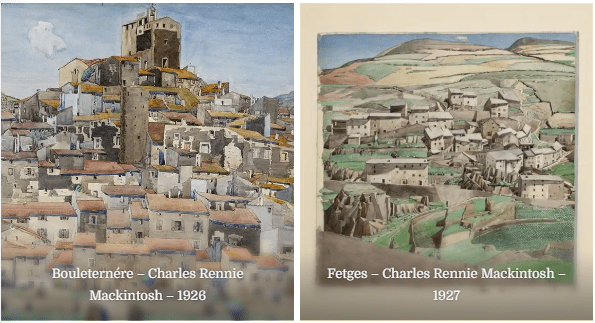 Bouleternére – Charles Rennie
Mackintosh – 1926
Fetges – Charles Rennie Mackintosh –
1927